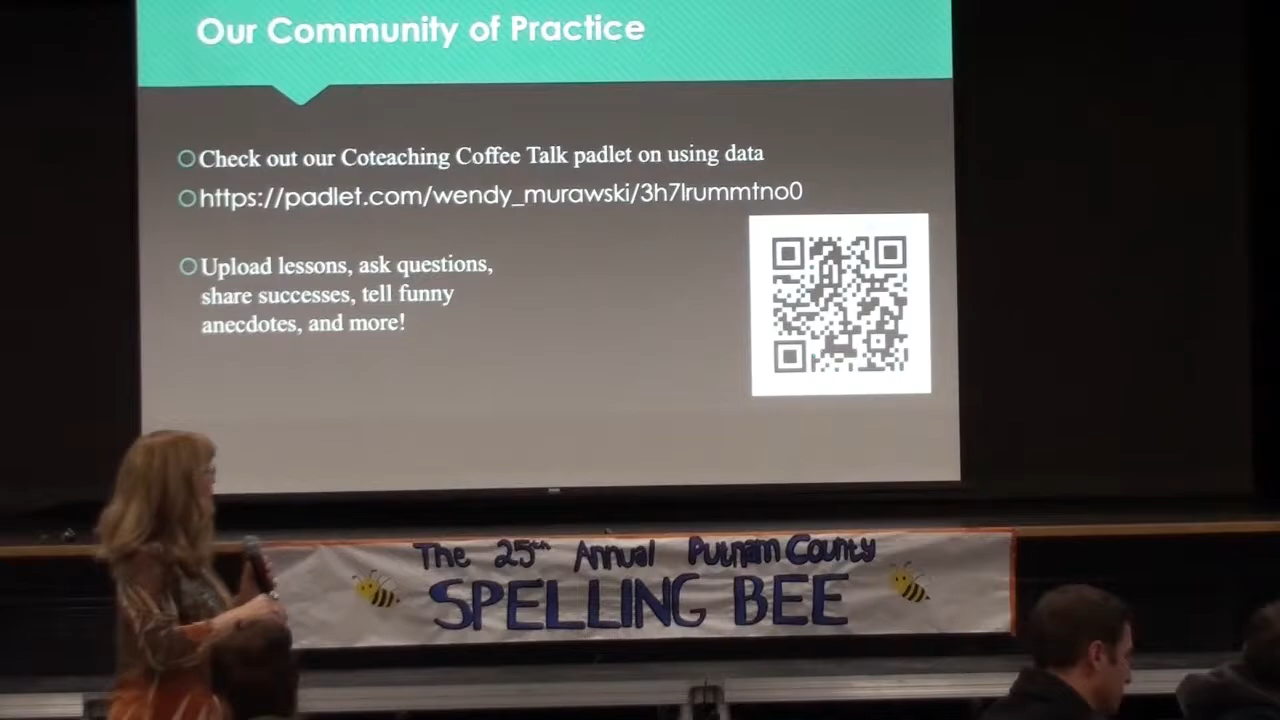 Our Community of Practice
Check out our Coteaching Coffee Talk padlet on using data
https://padlet.com/wendy_murawski/3h7lrummtno0
Upload lessons, ask questions,
share successes, tell funny
anecdotes, and more!
The 25th Annual Putnam County
SPELLING BEE